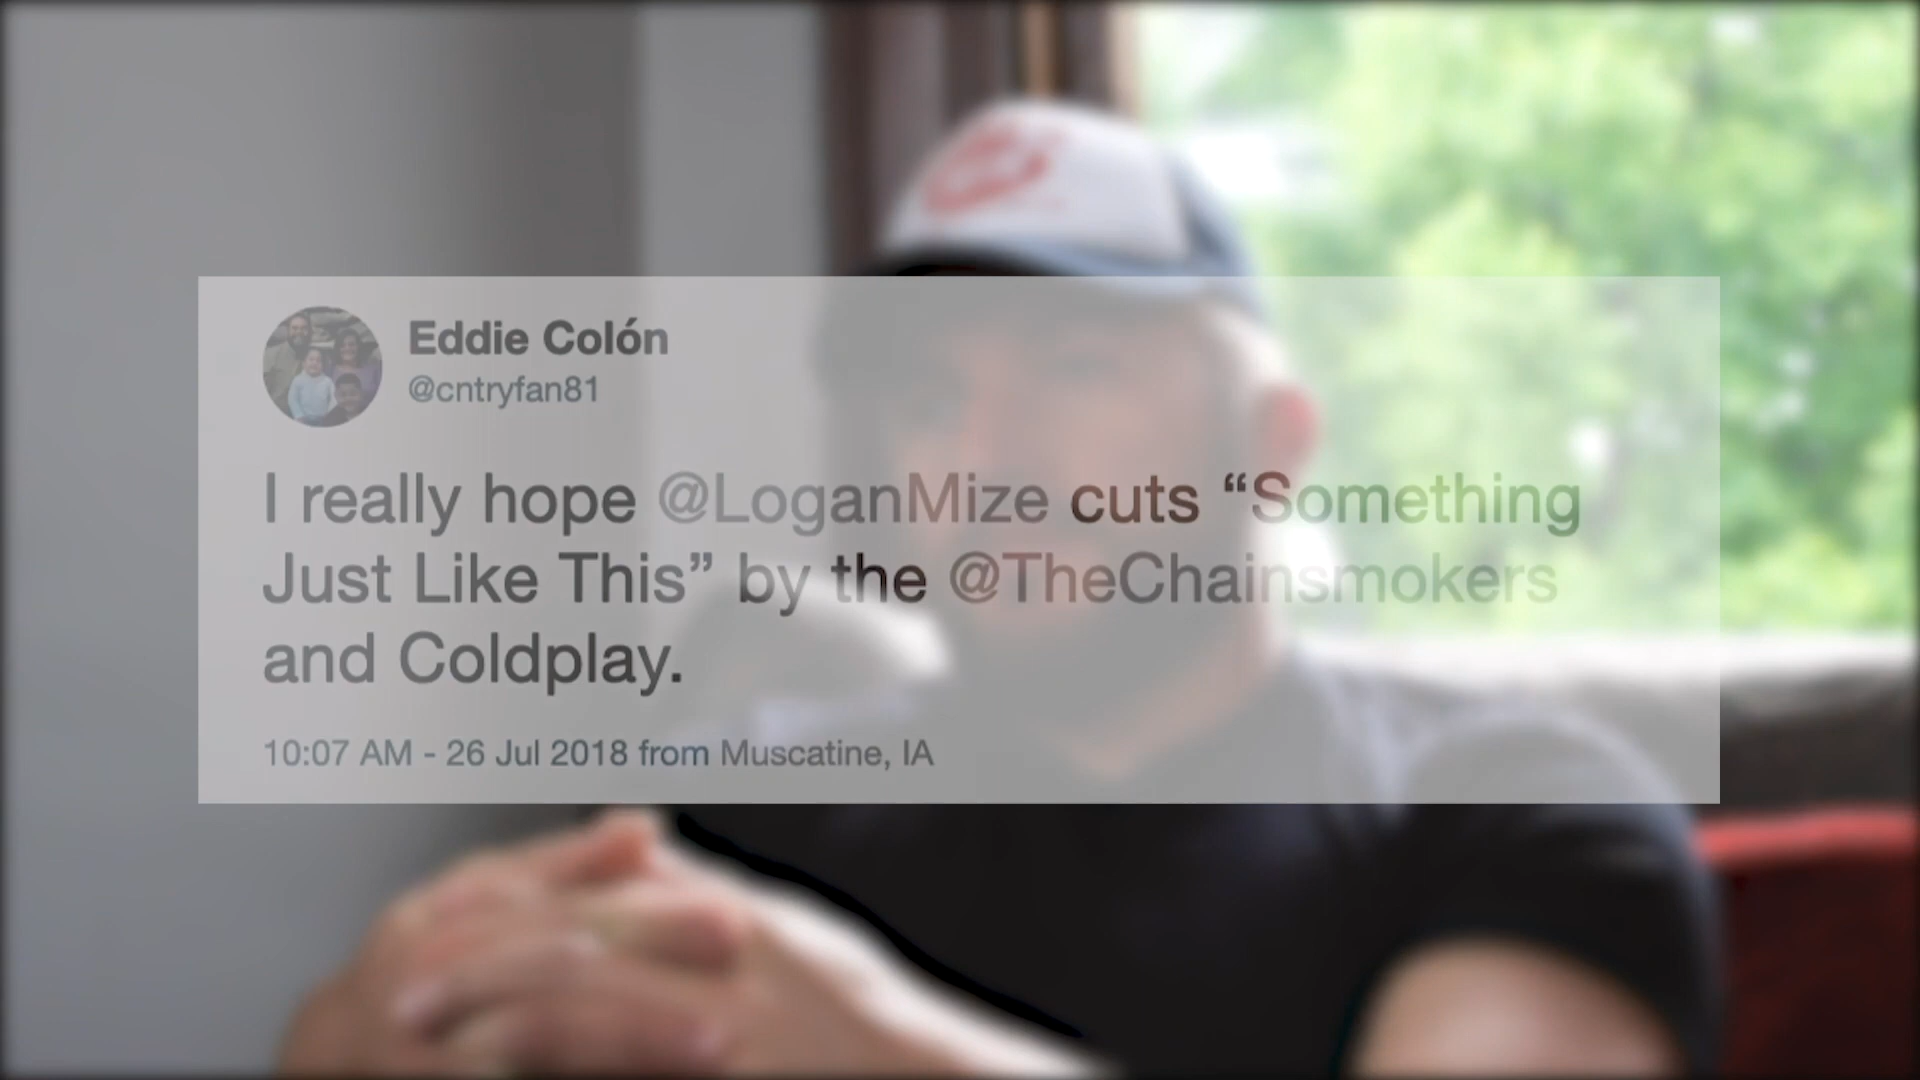 Eddie Colón
@cntryfan81
I really hope @LoganMize cuts “Something
Just Like This” by the @TheChainsmokers
and Coldplay.
10:07 AM - 26 Jul 2018 from Muscatine, IA